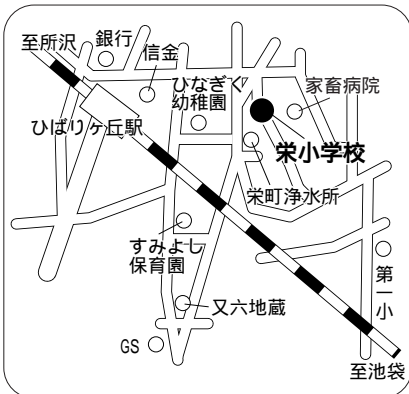 至所沢
銀行
信金
ひなぎく
幼稚園
家畜病院
ひばりヶ丘駅
栄小学校
栄町浄水所
すみよし
保育園
第一小
又六地蔵
GS
至池袋